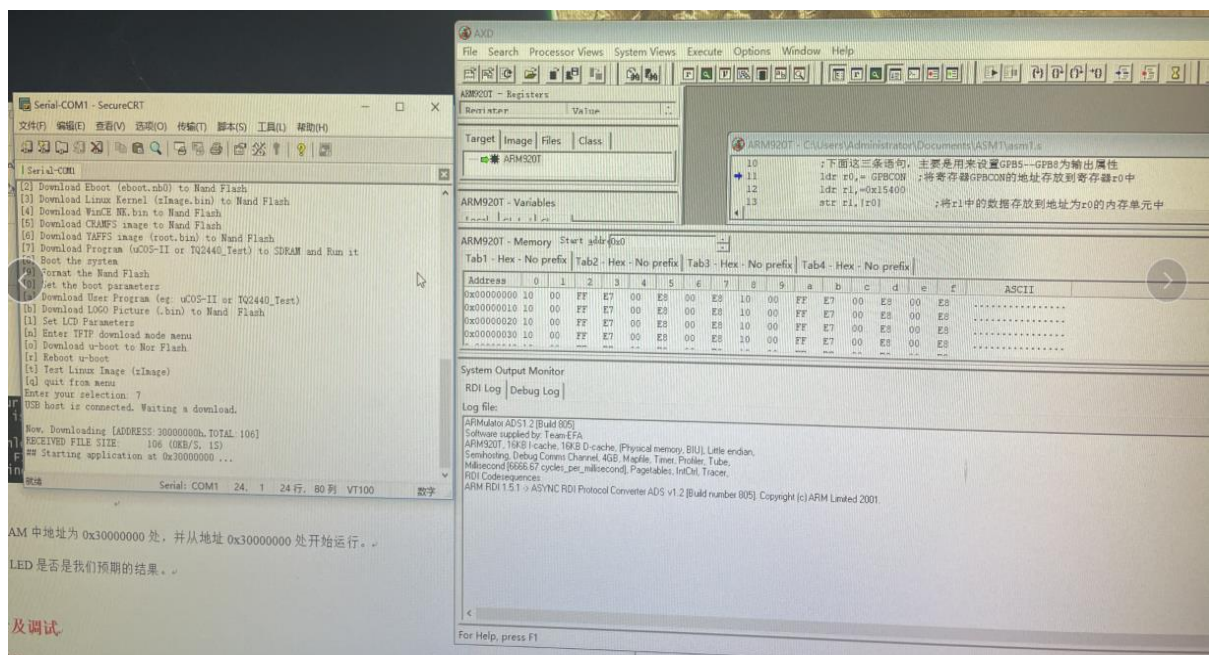 Serial-COM1 - SecureCRT
文件(F) 编辑(E) 查看(V) 选项(O) 传输(T) 脚本(S) 工具(L) 帮助(H)
Serial-COM1
[2] Download Eboot (eboot.nb0) to Nand Flash
[3] Download Linux Kernel (zImage.bin) to Nand Flash
[4] Download WinCE NK.bin to Nand Flash
[5] Download CRAMFS image to Nand Flash
[6] Download YAFFS image (root.bin) to Nand Flash
[7] Download Program (uCOS-II or TQ2440_Test) to SDRAM and Run it
Boot the system
Format the Nand Flash
Set the boot parameters
Download User Program (eg: uCOS-II or TQ2440_Test)
[b] Download LOGO Picture (.bin) to Nand Flash
[l] Set LCD Parameters
[n] Enter TFTP download mode menu
[o] Download u-boot to Nor Flash
[r] Reboot u-boot
[t] Test Linux Image (zImage)
[q] quit from menu
Enter your selection: 7
USB host is connected. Waiting a download.
Now, Downloading [ADDRESS:30000000h,TOTAL:106]
RECEIVED FILE SIZE: 106 (0KB/S, 1S)
## Starting application at 0x30000000 ...
就绪 Serial: COM1 24, 1 24行, 80列 VT100 数字
AM 中地址为 0x30000000 处，并从地址 0x30000000 处开始运行。
LED 是否是我们预期的结果。
及调试
AXD
File Search Processor Views System Views Execute Options Window Help
ARM920T - Registers
Register Value
Target Image Files Class
ARM920T
ARM920T - Variables
ARM920T - C:\Users\Administrator\Documents\ASM1\asm1.s
10 ;下面这三条语句，主要是用来设置GPB5--GPB8为输出属性
11 ldr r0,= GPBCON ;将寄存器GPBCON的地址存放到寄存器r0中
12 ldr r1,=0x15400
13 str r1,[r0] ;将r1中的数据存放到地址为r0的内存单元中
ARM920T - Memory Start addr 0x0
Tab1 - Hex - No prefix Tab2 - Hex - No prefix Tab3 - Hex - No prefix Tab4 - Hex - No prefix
Address 0 1 2 3 4 5 6 7 8 9 a b c d e f ASCII
0x00000000 10 00 FF E7 00 E8 00 E8 10 00 FF E7 00 E8 00 E8 ................
0x00000010 10 00 FF E7 00 E8 00 E8 10 00 FF E7 00 E8 00 E8 ................
0x00000020 10 00 FF E7 00 E8 00 E8 10 00 FF E7 00 E8 00 E8 ................
0x00000030 10 00 FF E7 00 E8 00 E8 10 00 FF E7 00 E8 00 E8 ................
System Output Monitor
RDI Log Debug Log
Log file:
ARMulator ADS1.2 [Build 805]
Software supplied by: Team-EFA
ARM920T, 16KB I-cache, 16KB D-cache, (Physical memory, BIU), Little endian,
Semihosting, Debug Comms Channel, 4GB, Mapfile, Timer, Profiler, Tube,
Millisecond [6666.67 cycles_per_millisecond], Pagetables, IntCtrl, Tracer,
RDI Codesequences
ARM RDI 1.5.1 -> ASYNC RDI Protocol Converter ADS v1.2 [Build number 805]. Copyright (c) ARM Limited 2001.
For Help, press F1